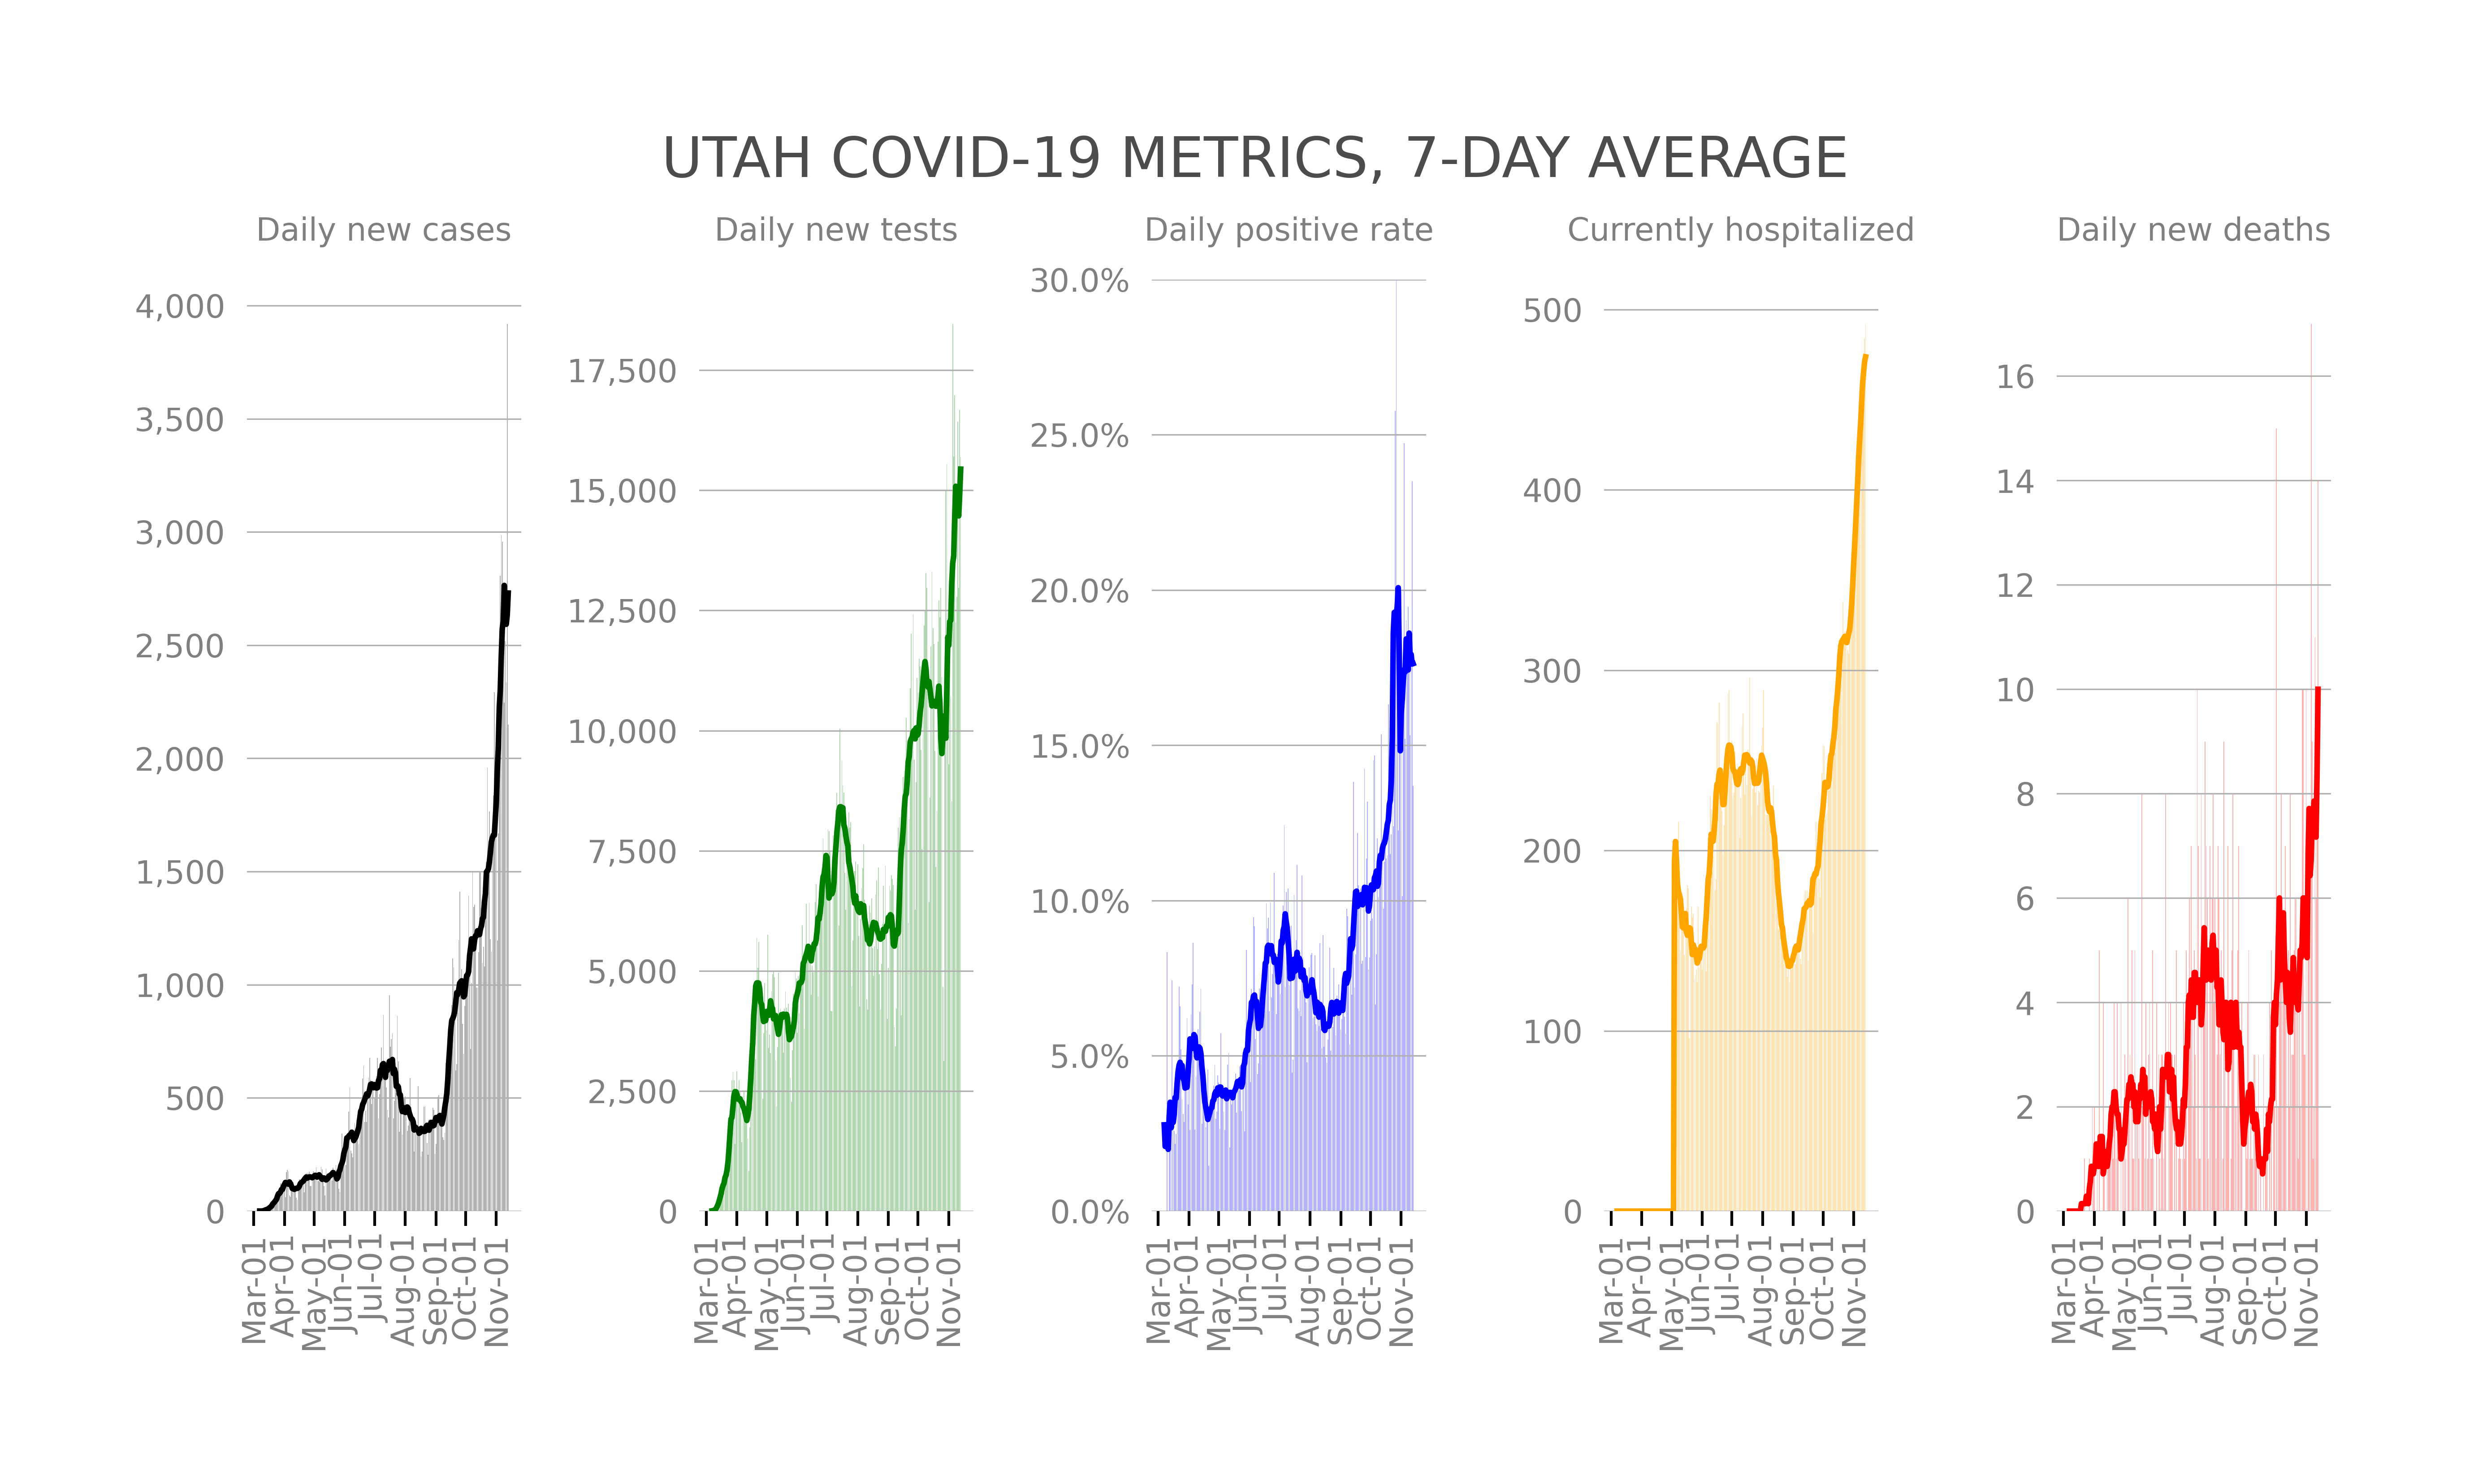 UTAH COVID-19 METRICS, 7-DAY AVERAGE
Daily new cases
4,000
3,500
3,000
2,500
2,000
1,500
1,000
500
0
Mar-01
Apr-01
May-01
Jun-01
Jul-01
Aug-01
Sep-01
Oct-01
Nov-01
Daily new tests
17,500
15,000
12,500
10,000
7,500
5,000
2,500
0
Mar-01
Apr-01
May-01
Jun-01
Jul-01
Aug-01
Sep-01
Oct-01
Nov-01
Daily positive rate
30.0%
25.0%
20.0%
15.0%
10.0%
5.0%
0.0%
Mar-01
Apr-01
May-01
Jun-01
Jul-01
Aug-01
Sep-01
Oct-01
Nov-01
Currently hospitalized
500
400
300
200
100
0
Mar-01
Apr-01
May-01
Jun-01
Jul-01
Aug-01
Sep-01
Oct-01
Nov-01
Daily new deaths
16
14
12
10
8
6
4
2
0
Mar-01
Apr-01
May-01
Jun-01
Jul-01
Aug-01
Sep-01
Oct-01
Nov-01